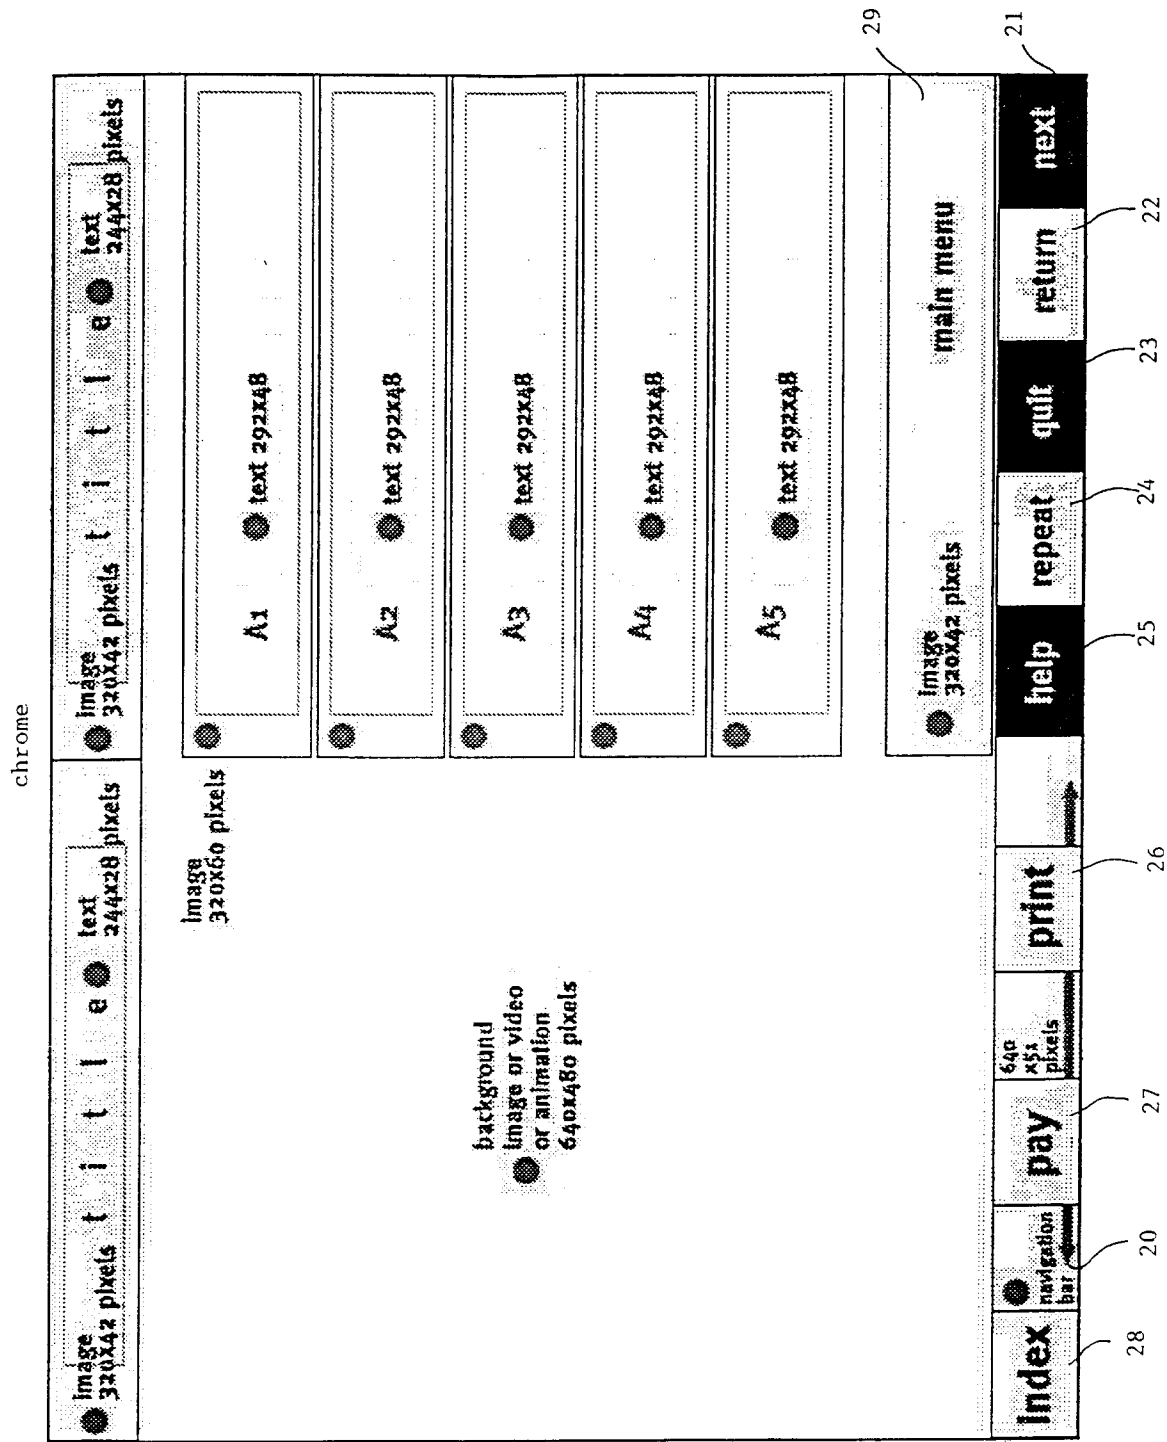 chrome
image
320x42 pixels
t i t l e
text
244x28 pixels
image
320x42 pixels
t i t l e
text
244x28 pixels
image
320x60 pixels
A1
text 292x48
A2
text 292x48
A3
text 292x48
A4
text 292x48
A5
text 292x48
background
image or video
or animation
640x480 pixels
image
320x42 pixels
main menu
29
index
navigation
bar
pay
640
x51
pixels
print
help
repeat
quit
return
next
28
20
27
26
25
24
23
22
21